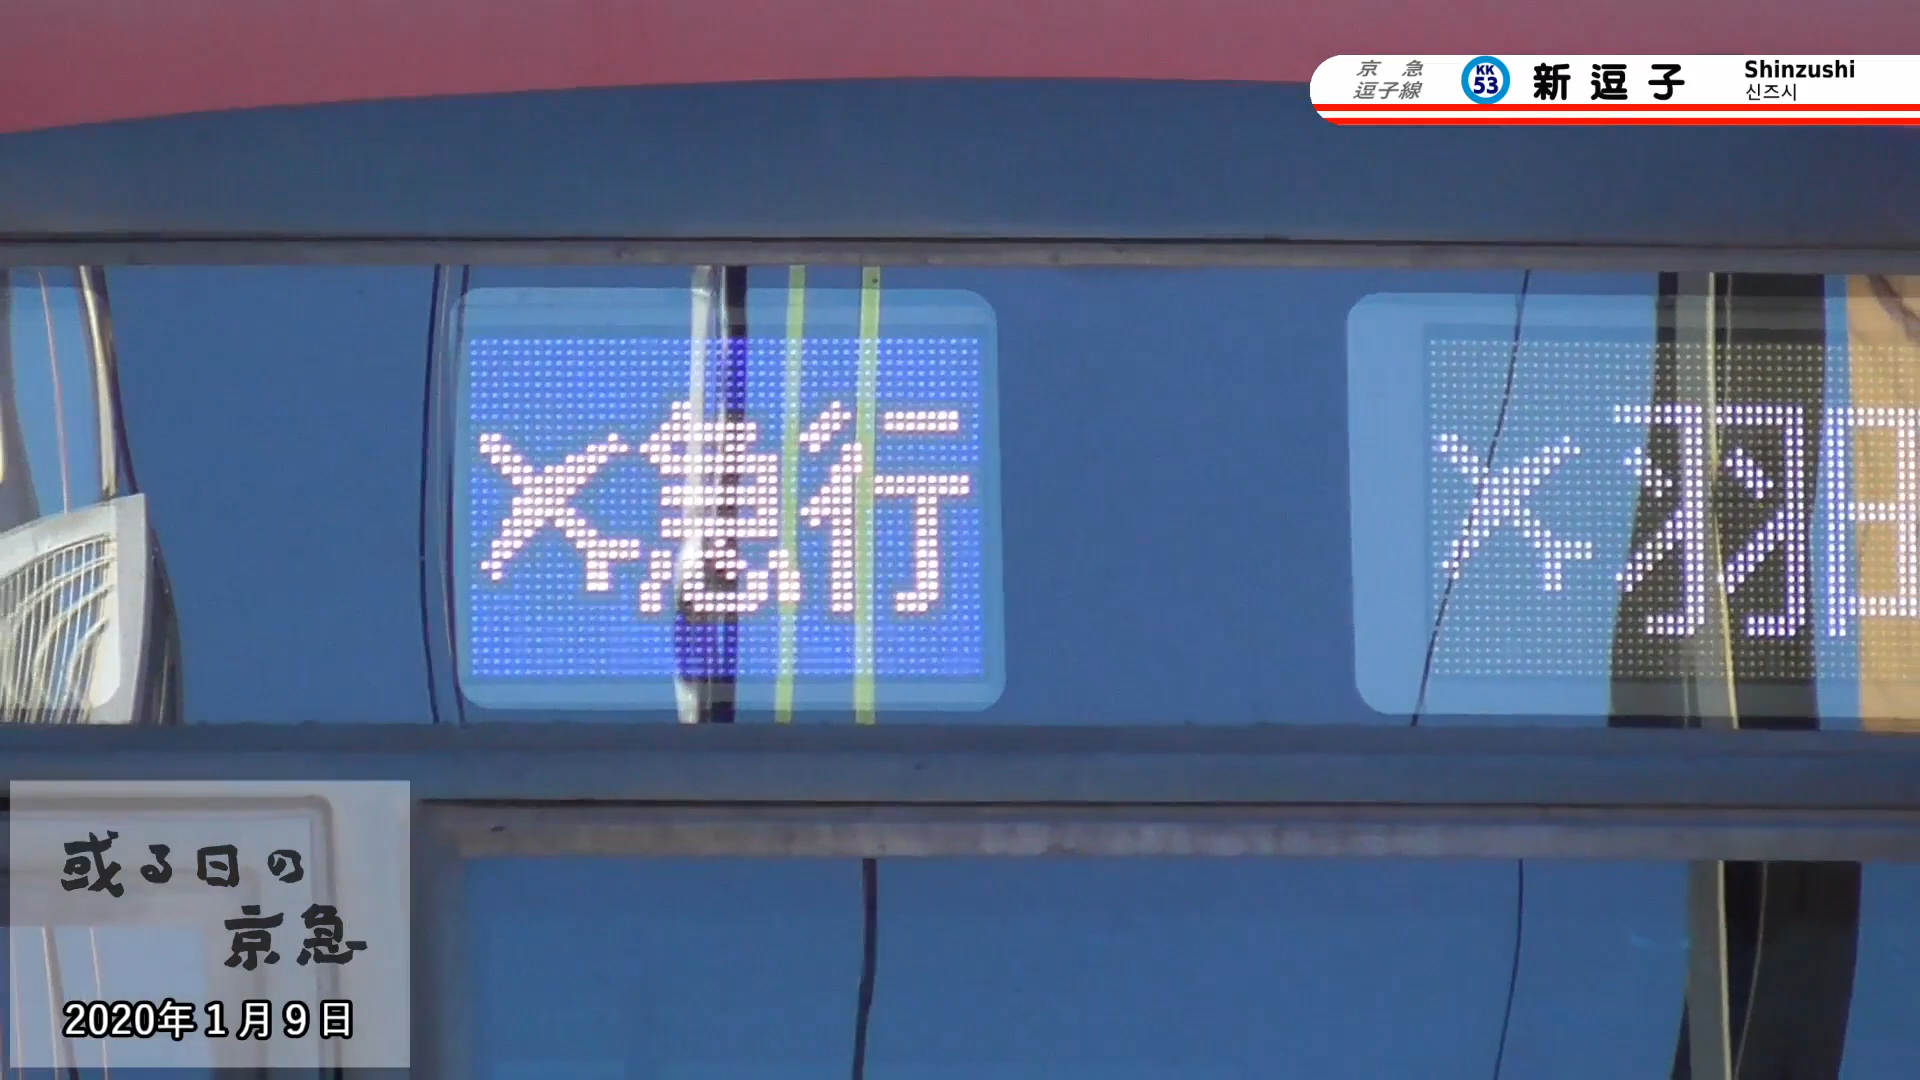 京急
逗子線
KK
53
新逗子
Shinzushi
신즈시
急行
羽
或る日の
京急
2020年1月9日